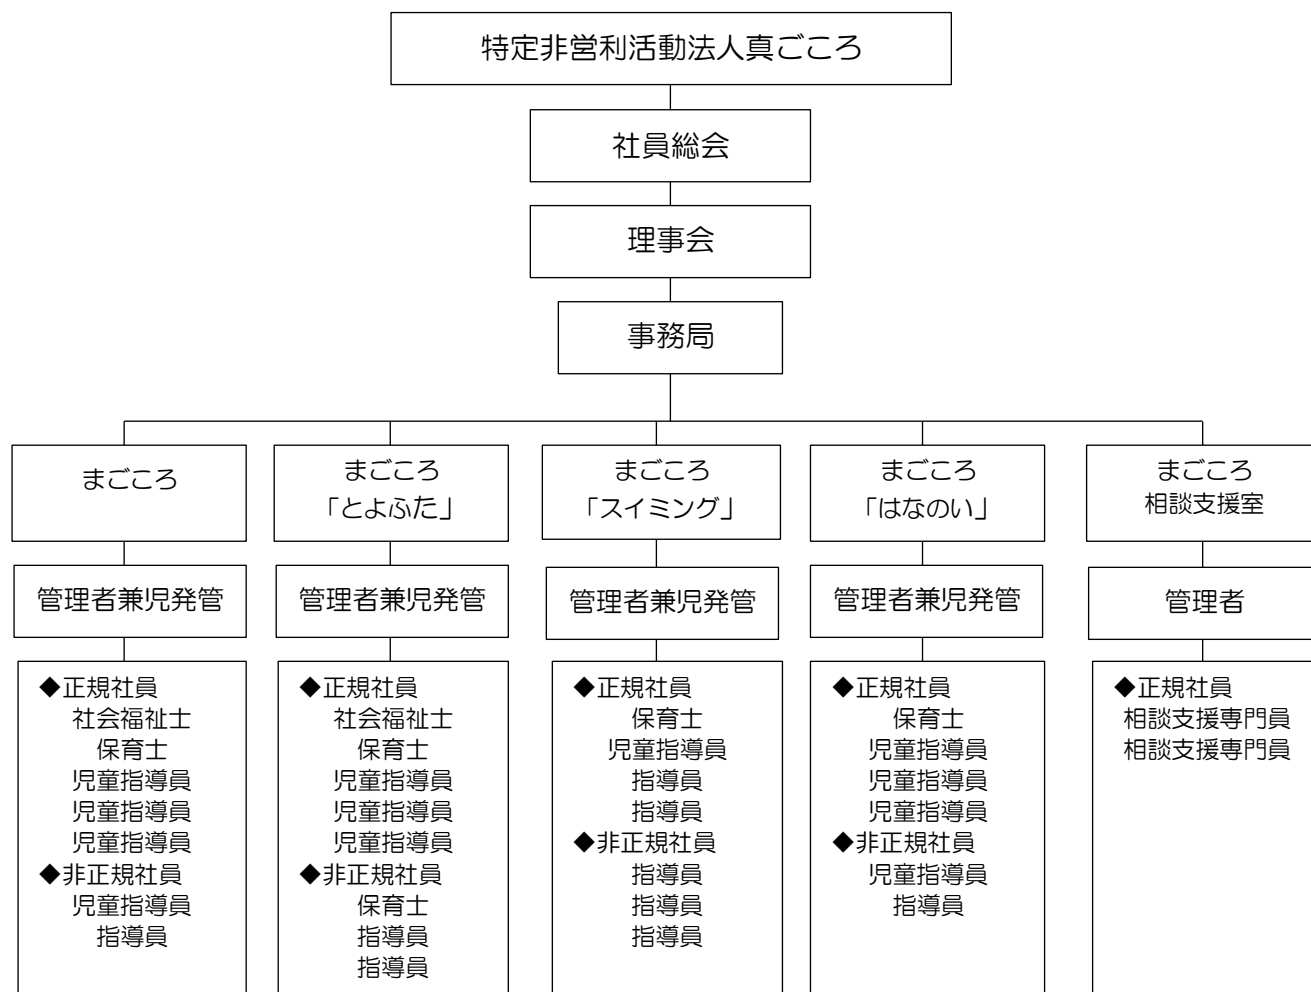 特定非営利活動法人真ごころ
社員総会
理事会
事務局
まごころ
まごころ
「とよふた」
まごころ
「スイミング」
まごころ
「はなのい」
まごころ
相談支援室
管理者兼児発管
管理者兼児発管
管理者兼児発管
管理者兼児発管
管理者
◆正規社員
社会福祉士
保育士
児童指導員
児童指導員
児童指導員
◆非正規社員
児童指導員
指導員
◆正規社員
社会福祉士
保育士
児童指導員
児童指導員
児童指導員
◆非正規社員
保育士
指導員
指導員
◆正規社員
保育士
児童指導員
指導員
指導員
◆非正規社員
指導員
指導員
指導員
◆正規社員
保育士
児童指導員
児童指導員
児童指導員
◆非正規社員
児童指導員
指導員
◆正規社員
相談支援専門員
相談支援専門員